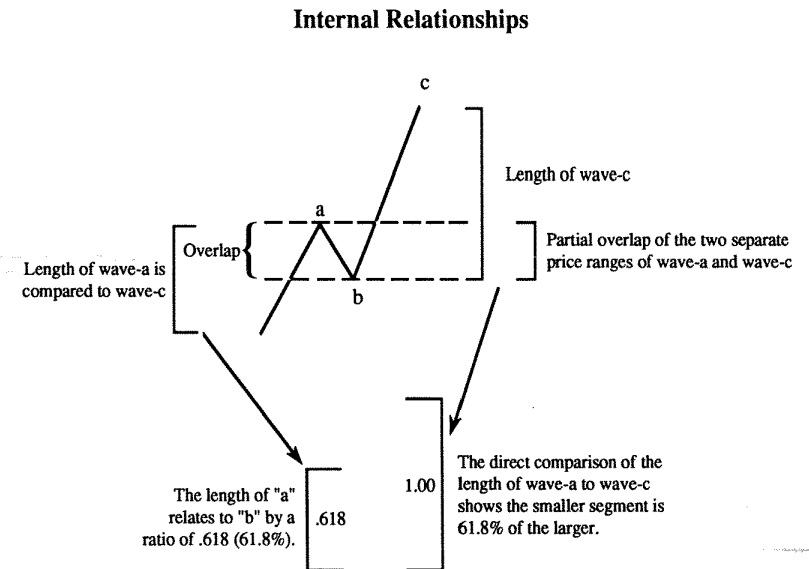 Internal Relationships
c
Length of wave-c
a
Overlap
Partial overlap of the two separate
price ranges of wave-a and wave-c
Length of wave-a is
compared to wave-c
b
The length of "a"
relates to "b" by a
ratio of .618 (61.8%).
.618
1.00
The direct comparison of the
length of wave-a to wave-c
shows the smaller segment is
61.8% of the larger.